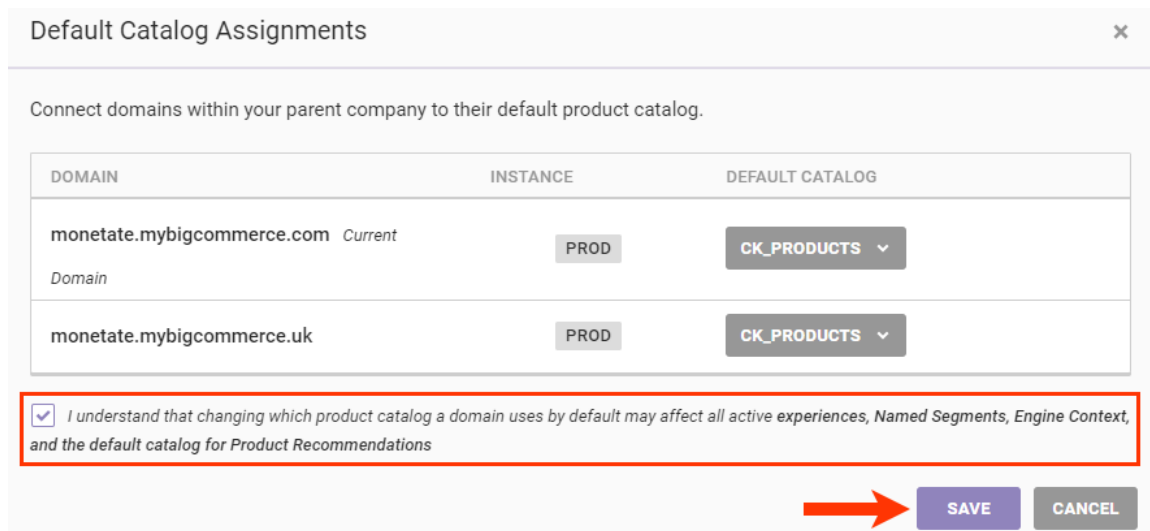 Default Catalog Assignments ×
Connect domains within your parent company to their default product catalog.
DOMAIN INSTANCE DEFAULT CATALOG
monetate.mybigcommerce.com Current
Domain
PROD CK_PRODUCTS
monetate.mybigcommerce.uk PROD CK_PRODUCTS
I understand that changing which product catalog a domain uses by default may affect all active experiences, Named Segments, Engine Context,
and the default catalog for Product Recommendations
SAVE CANCEL